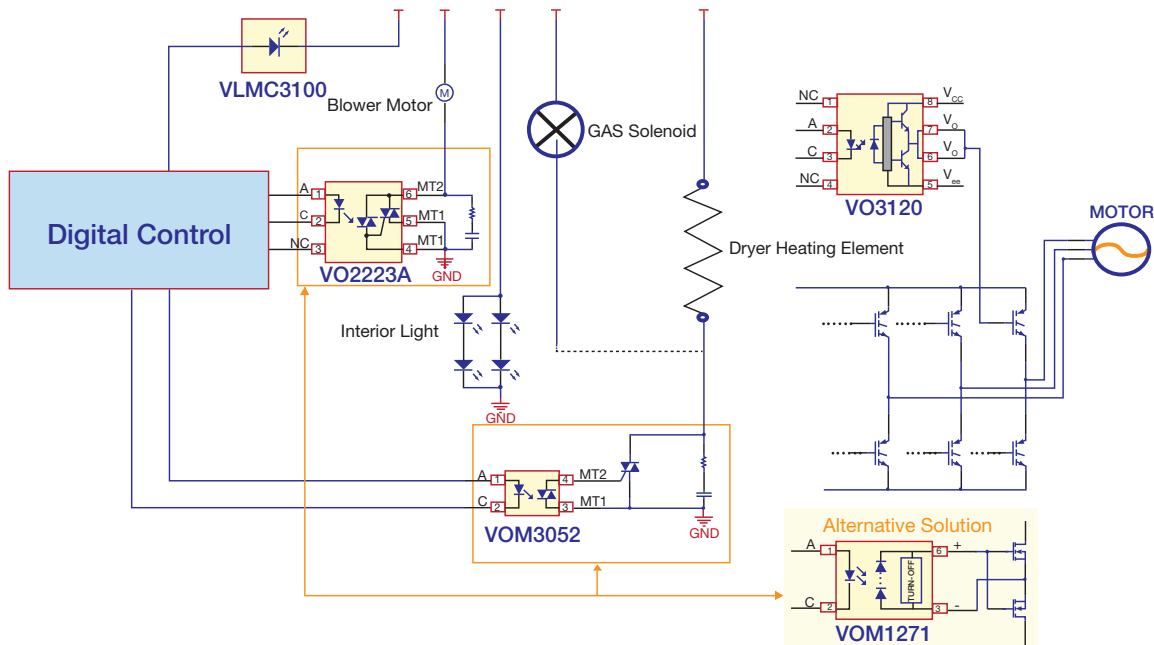 VLMC3100
Blower Motor
M
GAS Solenoid
Digital Control
A
C
NC
1
2
3
6
5
4
MT2
MT1
MT1
VO2223A
GND
Interior Light
GND
Dryer Heating Element
NC
A
C
NC
1
2
3
4
8
7
6
5
VCC
VO
VO
Vee
VO3120
MOTOR
A
C
1
2
4
3
MT2
MT1
VOM3052
GND
Alternative Solution
A
C
1
2
TURN-OFF
6
3
+
-
VOM1271